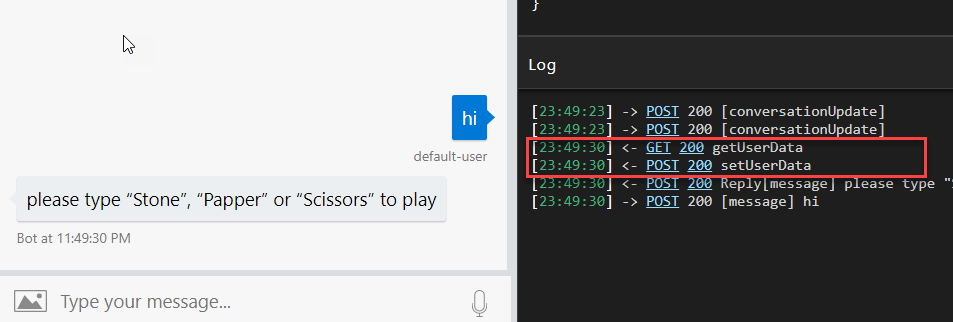 hi
default-user
please type “Stone”, “Papper” or “Scissors” to play
Bot at 11:49:30 PM
Type your message...
}
Log
[23:49:23] -> POST 200 [conversationUpdate]
[23:49:23] -> POST 200 [conversationUpdate]
[23:49:30] <- GET 200 getUserData
[23:49:30] <- POST 200 setUserData
[23:49:30] <- POST 200 Reply[message] please type "
[23:49:30] -> POST 200 [message] hi